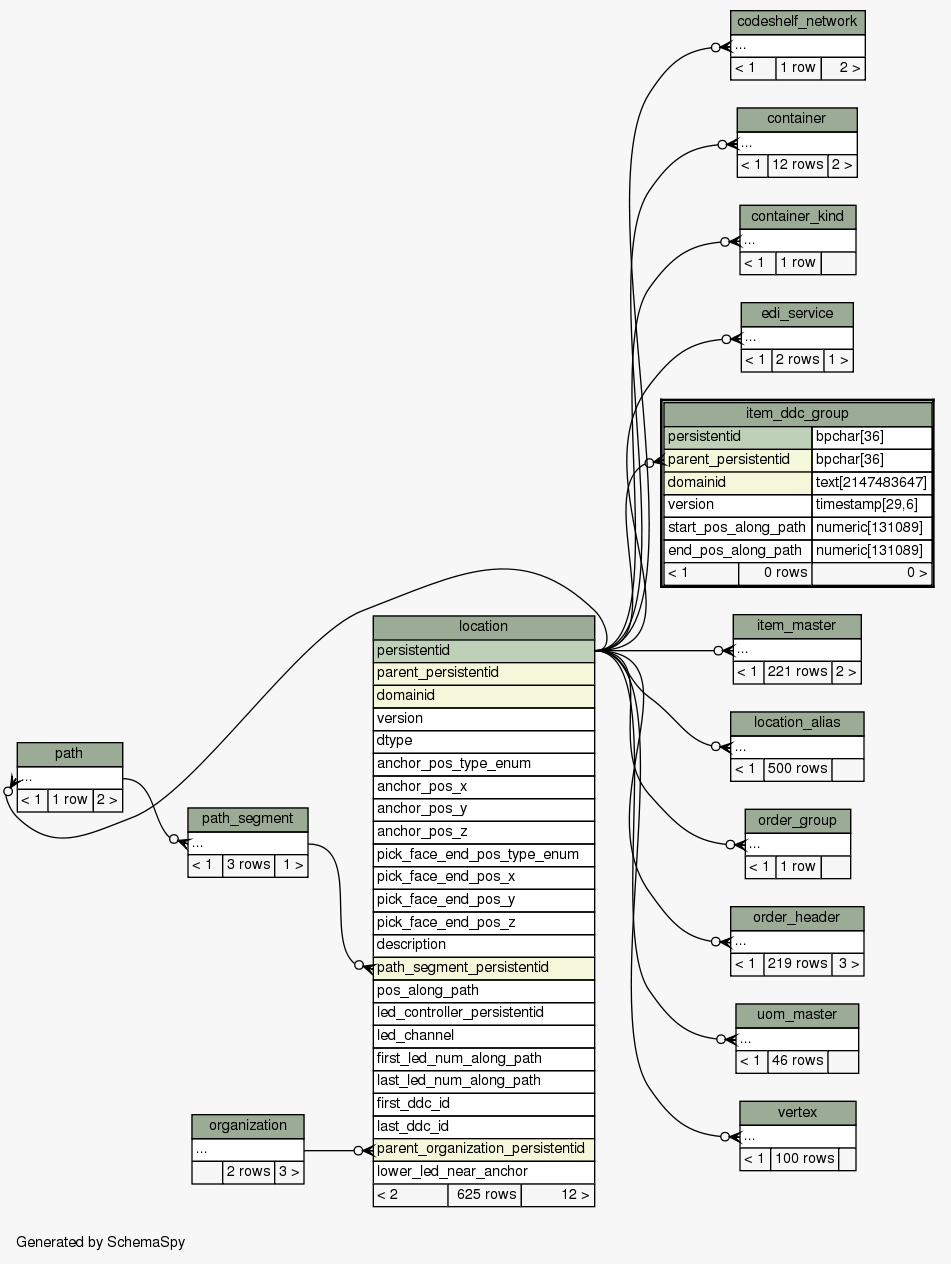 codeshelf_network
...
< 1 1 row 2 >
container
...
< 1 12 rows 2 >
container_kind
...
< 1 1 row
edi_service
...
< 1 2 rows 1 >
item_ddc_group
persistentid bpchar[36]
parent_persistentid bpchar[36]
domainid text[2147483647]
version timestamp[29,6]
start_pos_along_path numeric[131089]
end_pos_along_path numeric[131089]
< 1 0 rows 0 >
location
persistentid
parent_persistentid
domainid
version
dtype
anchor_pos_type_enum
anchor_pos_x
anchor_pos_y
anchor_pos_z
pick_face_end_pos_type_enum
pick_face_end_pos_x
pick_face_end_pos_y
pick_face_end_pos_z
description
path_segment_persistentid
pos_along_path
led_controller_persistentid
led_channel
first_led_num_along_path
last_led_num_along_path
first_ddc_id
last_ddc_id
parent_organization_persistentid
lower_led_near_anchor
< 2 625 rows 12 >
item_master
...
< 1 221 rows 2 >
location_alias
...
< 1 500 rows
path
...
< 1 1 row 2 >
path_segment
...
< 1 3 rows 1 >
order_group
...
< 1 1 row
order_header
...
< 1 219 rows 3 >
uom_master
...
< 1 46 rows
organization
...
2 rows 3 >
vertex
...
< 1 100 rows
Generated by SchemaSpy